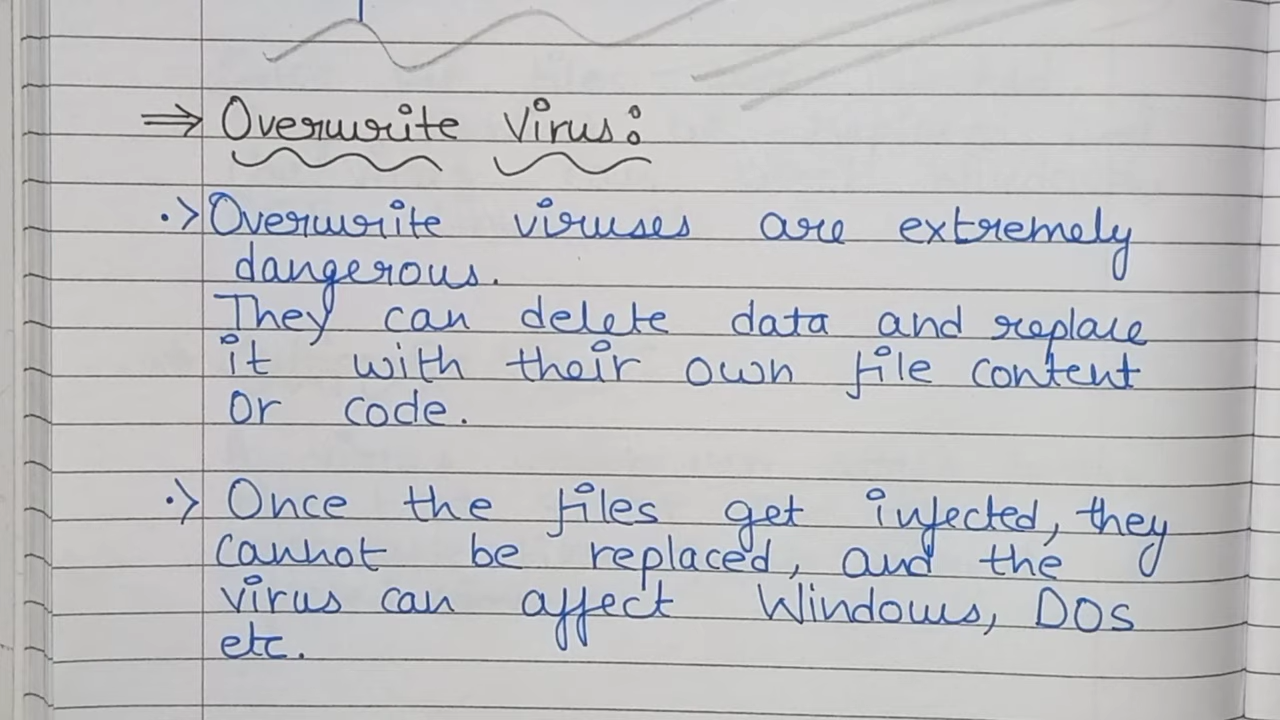 ⇒ Overwrite Virus:
·> Overwrite viruses are extremely
dangerous.
They can delete data and replace
it with their own file content
or code.
·> Once the files get infected, they
cannot be replaced, and the
virus can affect Windows, DOS
etc.